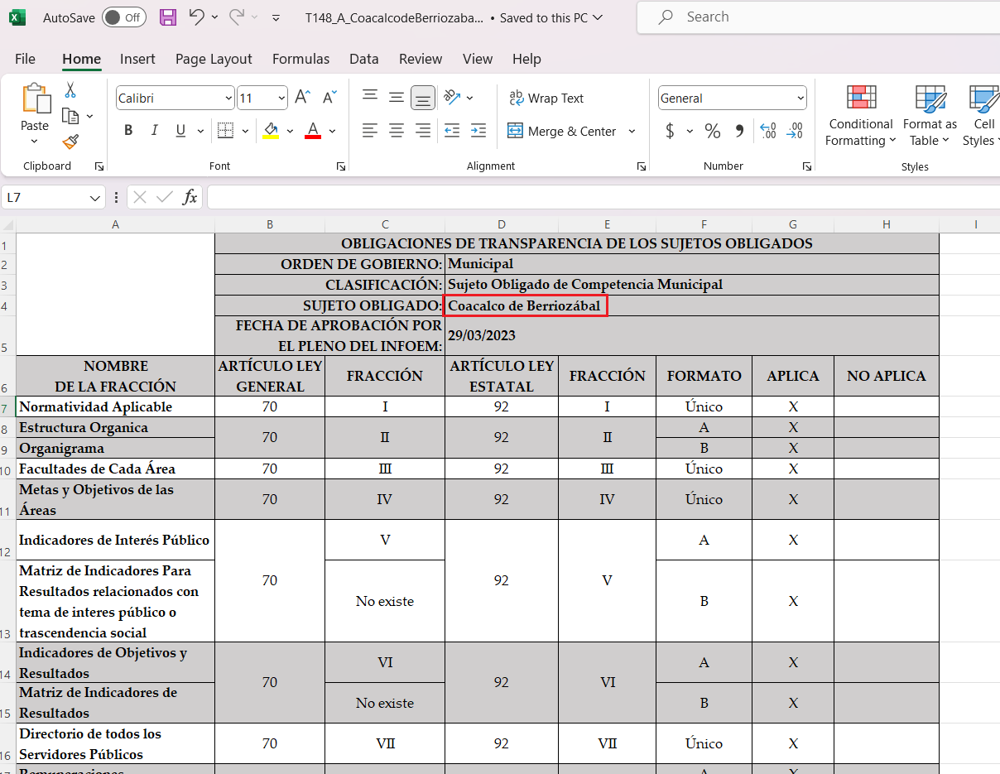 AutoSave Off T148_A_CoacalcodeBerriozaba... • Saved to this PC Search
File Home Insert Page Layout Formulas Data Review View Help
Calibri 11 A A ab Wrap Text General Conditional Formatting Format as Table Cell Styles
Paste B I U A Merge & Center $ % 9 .00 .00
Clipboard Font Alignment Number Styles
L7 fx
A B C D E F G H I
1 OBLIGACIONES DE TRANSPARENCIA DE LOS SUJETOS OBLIGADOS
2 ORDEN DE GOBIERNO: Municipal
3 CLASIFICACIÓN: Sujeto Obligado de Competencia Municipal
4 SUJETO OBLIGADO: Coacalco de Berriozábal
5 FECHA DE APROBACIÓN POR
EL PLENO DEL INFOEM: 29/03/2023
6 NOMBRE
DE LA FRACCIÓN ARTÍCULO LEY
GENERAL FRACCIÓN ARTÍCULO LEY
ESTATAL FRACCIÓN FORMATO APLICA NO APLICA
7 Normatividad Aplicable 70 I 92 I Único X
8 Estructura Organica 70 II 92 II A X
9 Organigrama B X
10 Facultades de Cada Área 70 III 92 III Único X
11 Metas y Objetivos de las
Áreas 70 IV 92 IV Único X
12 Indicadores de Interés Público 70 V 92 V A X
13 Matriz de Indicadores Para
Resultados relacionados con
tema de interes público o
trascendencia social No existe B X
14 Indicadores de Objetivos y
Resultados 70 VI 92 VI A X
15 Matriz de Indicadores de
Resultados No existe B X
16 Directorio de todos los
Servidores Públicos 70 VII 92 VII Único X